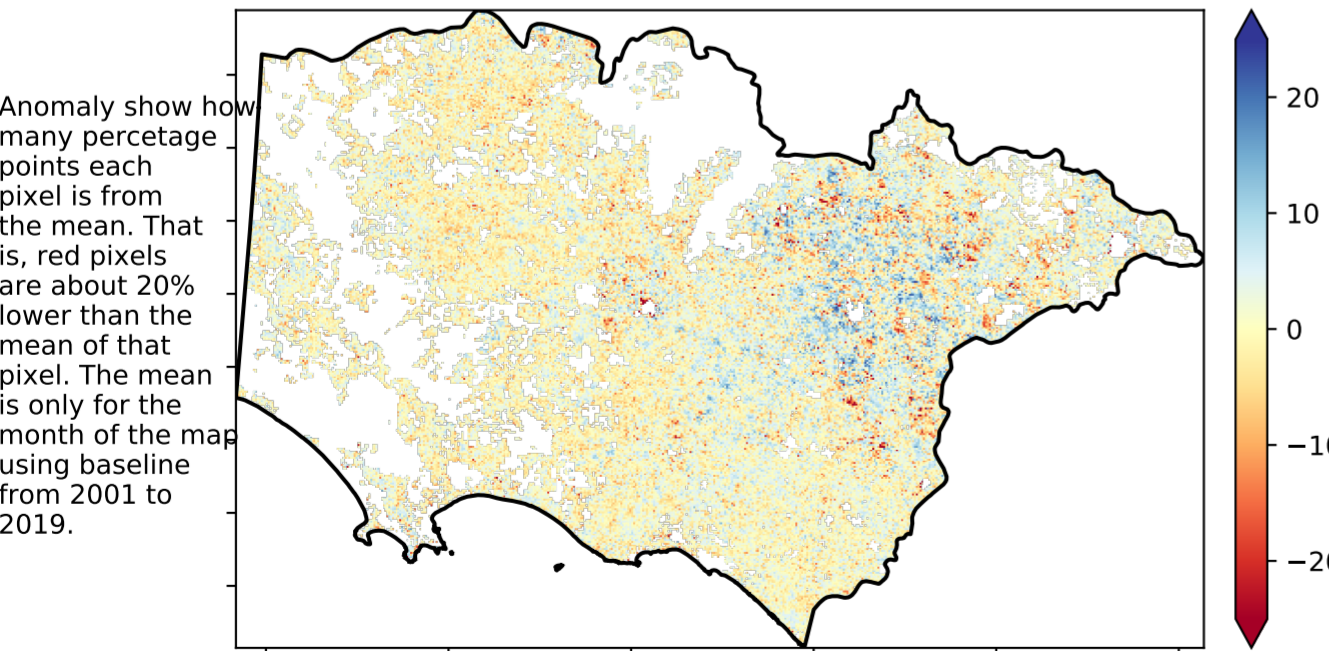 Anomaly show how
many percetage
points each
pixel is from
the mean. That
is, red pixels
are about 20%
lower than the
mean of that
pixel. The mean
is only for the
month of the map
using baseline
from 2001 to
2019.
20
10
0
−10
−20